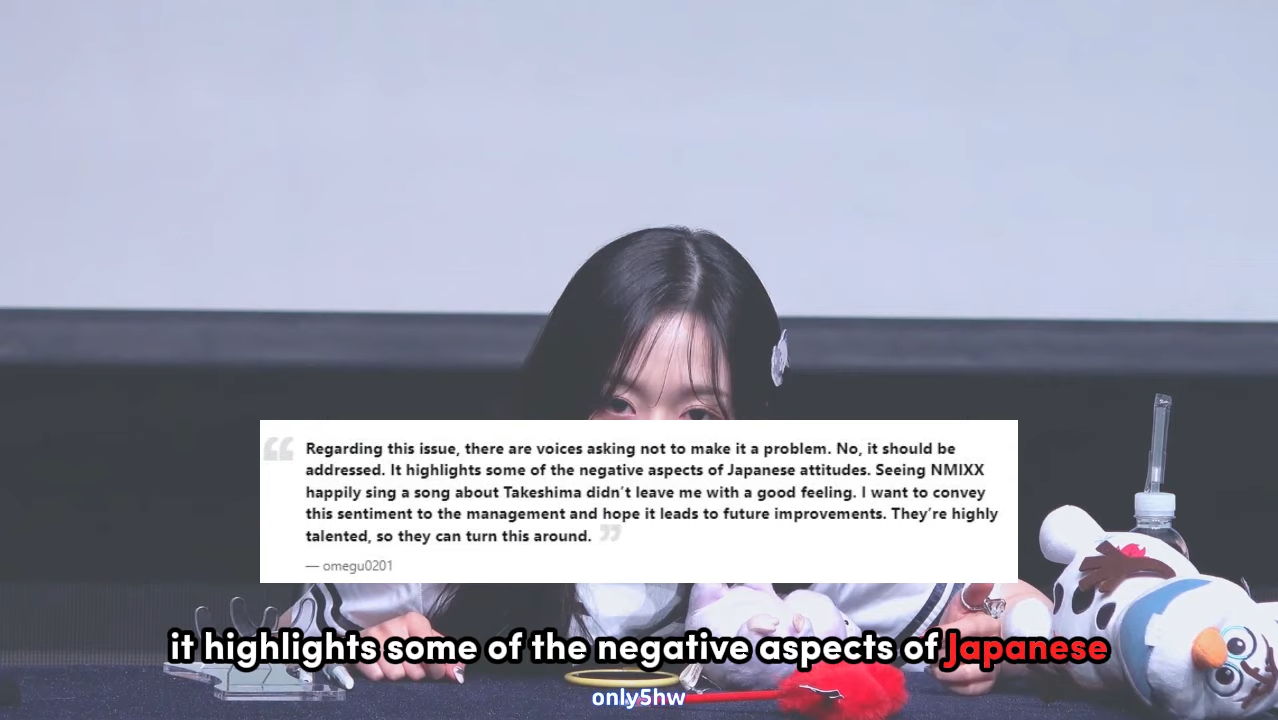 Regarding this issue, there are voices asking not to make it a problem. No, it should be
addressed. It highlights some of the negative aspects of Japanese attitudes. Seeing NMIXX
happily sing a song about Takeshima didn’t leave me with a good feeling. I want to convey
this sentiment to the management and hope it leads to future improvements. They’re highly
talented, so they can turn this around.
— omegu0201
it highlights some of the negative aspects of Japanese
only5hw